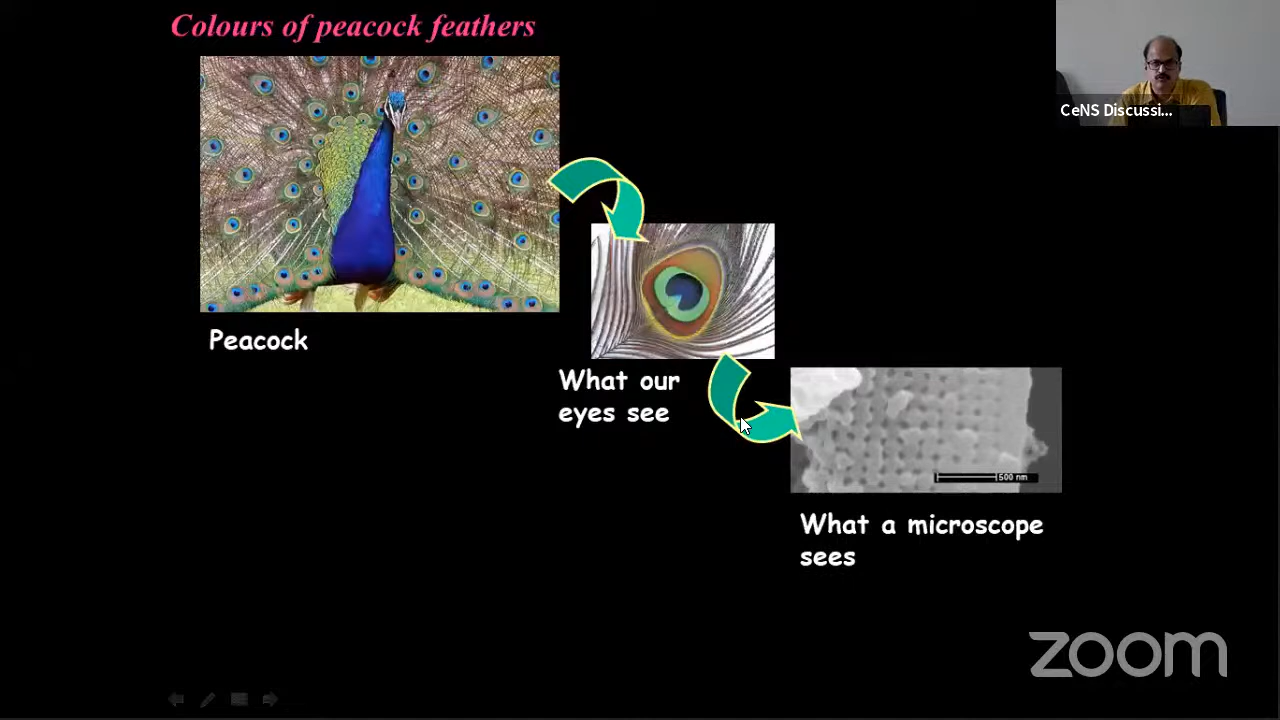 Colours of peacock feathers
CeNS Discussi...
Peacock
What our
eyes see
500 nm
What a microscope
sees
zoom